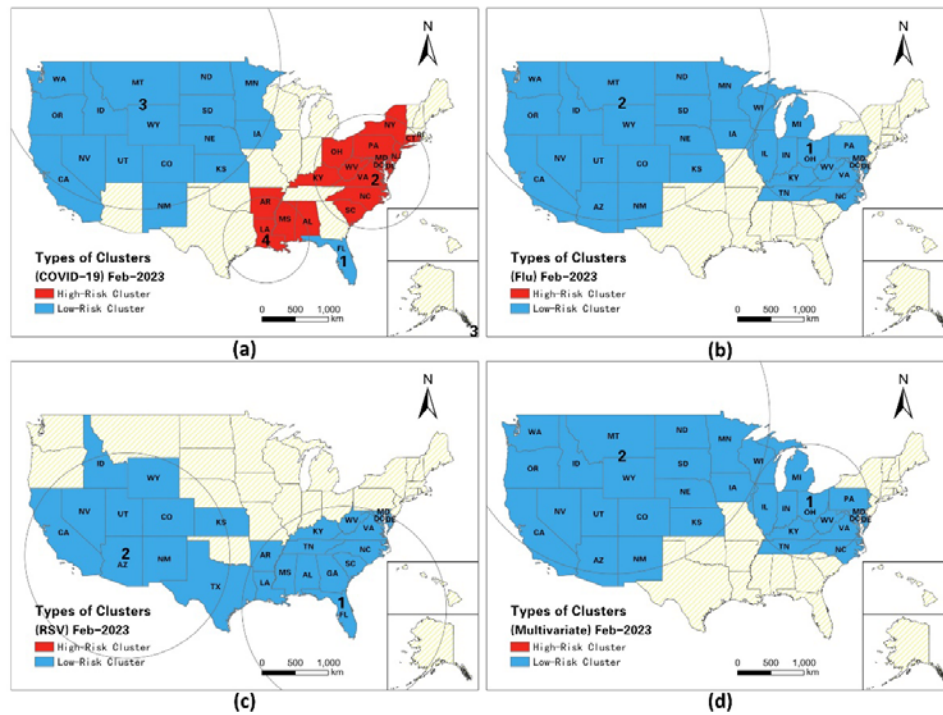 N
WA
MT
ND
MN
OR
ID
3
WY
SD
NE
IA
NV
UT
CO
KS
CA
NM
NY
PA
CT
RI
OH
NJ
MD
DC
DE
WV
VA
KY
2
NC
SC
AR
MS
AL
LA
4
FL
1
Types of Clusters
(COVID-19) Feb-2023
High-Risk Cluster
Low-Risk Cluster
0 500 1,000
km
3
(a)
N
WA
MT
ND
MN
OR
ID
2
WY
SD
NE
IA
WI
MI
NV
UT
CO
KS
CA
AZ
NM
IL
IN
1
OH
PA
MD
DC
DE
WV
VA
KY
TN
NC
Types of Clusters
(Flu) Feb-2023
High-Risk Cluster
Low-Risk Cluster
0 500 1,000
km
(b)
N
ID
WY
NV
UT
CO
KS
CA
2
AZ
NM
TX
MD
DC
DE
WV
VA
KY
TN
NC
AR
SC
MS
AL
GA
LA
1
FL
Types of Clusters
(RSV) Feb-2023
High-Risk Cluster
Low-Risk Cluster
0 500 1,000
km
(c)
N
WA
MT
ND
MN
OR
ID
2
WY
SD
NE
IA
WI
MI
NV
UT
CO
KS
CA
AZ
NM
IL
IN
1
OH
PA
MD
DC
DE
WV
VA
KY
TN
NC
Types of Clusters
(Multivariate) Feb-2023
High-Risk Cluster
Low-Risk Cluster
0 500 1,000
km
(d)